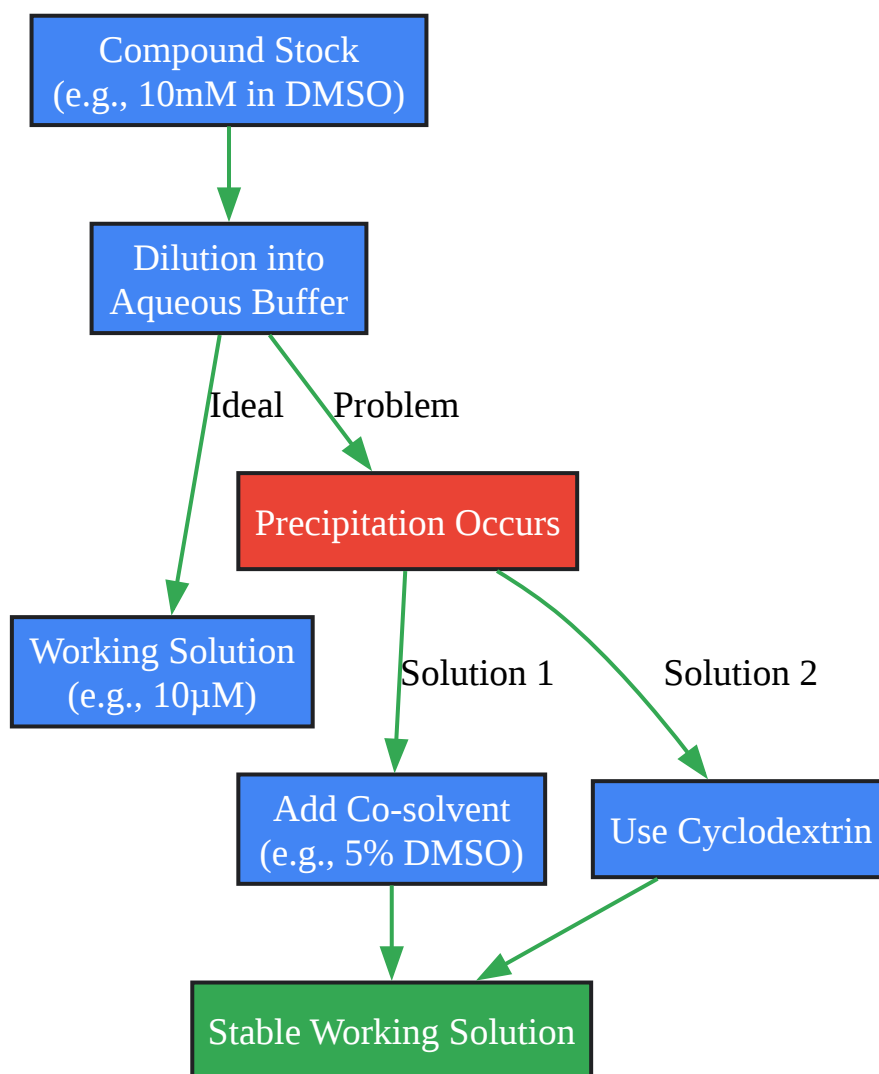 Compound Stock
(e.g., 10mM in DMSO)
Dilution into
Aqueous Buffer
Ideal
Problem
Precipitation Occurs
Working Solution
(e.g., 10µM)
Solution 1
Solution 2
Add Co-solvent
(e.g., 5% DMSO)
Use Cyclodextrin
Stable Working Solution